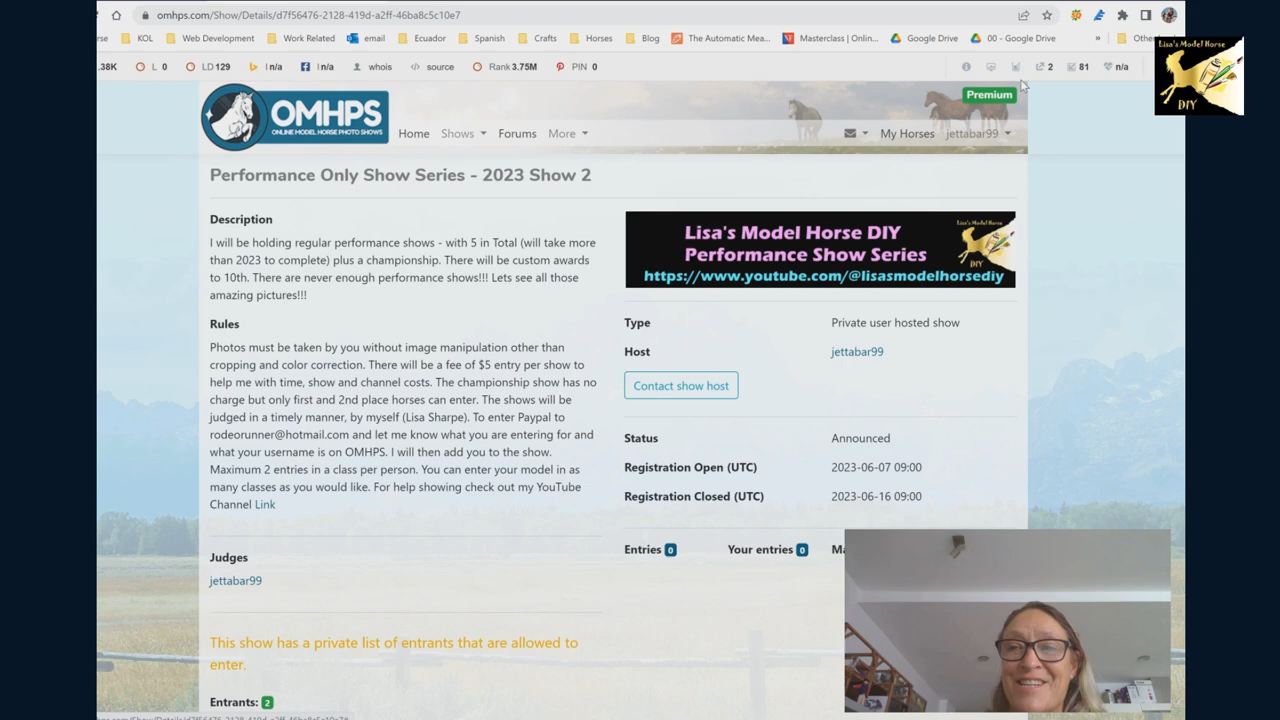 omhps.com/Show/Details/d7f56476-2128-419d-a2ff-46ba8c5c10e7
rse KOL Web Development Work Related email Ecuador Spanish Crafts Horses Blog The Automatic Mea... Masterclass | Onlin... Google Drive 00 - Google Drive » Othe
.38K L 0 LD 129 I n/a I n/a whois source Rank 3.75M PIN 0 2 81 n/a
Lisa's Model Horse
DIY
OMHPS
ONLINE MODEL HORSE PHOTO SHOWS
Premium
Home Shows Forums More My Horses jettabar99
Performance Only Show Series - 2023 Show 2
Description
I will be holding regular performance shows - with 5 in Total (will take more
than 2023 to complete) plus a championship. There will be custom awards
to 10th. There are never enough performance shows!!! Lets see all those
amazing pictures!!!
Rules
Photos must be taken by you without image manipulation other than
cropping and color correction. There will be a fee of $5 entry per show to
help me with time, show and channel costs. The championship show has no
charge but only first and 2nd place horses can enter. The shows will be
judged in a timely manner, by myself (Lisa Sharpe). To enter Paypal to
rodeorunner@hotmail.com and let me know what you are entering for and
what your username is on OMHPS. I will then add you to the show.
Maximum 2 entries in a class per person. You can enter your model in as
many classes as you would like. For help showing check out my YouTube
Channel Link
Judges
jettabar99
This show has a private list of entrants that are allowed to
enter.
Entrants: 2
Lisa's Model Horse DIY
Performance Show Series
https://www.youtube.com/@lisasmodelhorsediy
Lisa's Model Horse
DIY
Type Private user hosted show
Host jettabar99
Contact show host
Status Announced
Registration Open (UTC) 2023-06-07 09:00
Registration Closed (UTC) 2023-06-16 09:00
Entries 0 Your entries 0 Ma